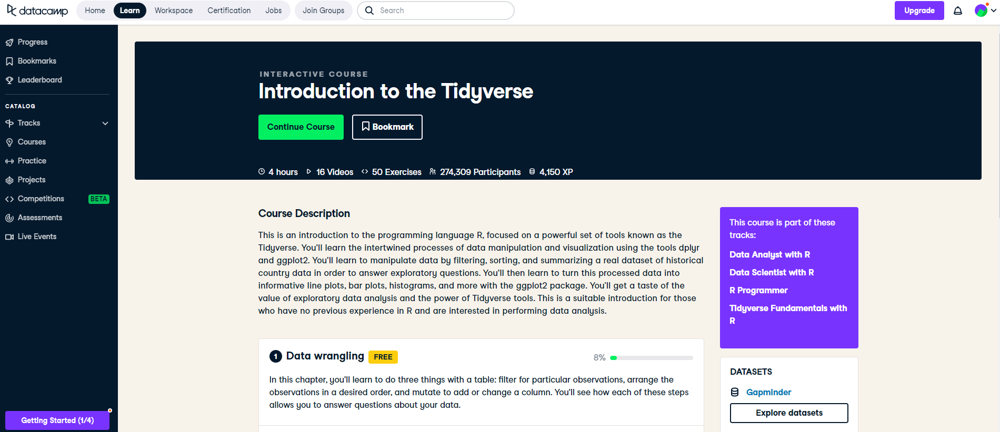 datacamp
Home Learn Workspace Certification Jobs Join Groups Search Upgrade
Progress
Bookmarks
Leaderboard
CATALOG
Tracks
Courses
Practice
Projects
Competitions BETA
Assessments
Live Events
Getting Started (1/4)
INTERACTIVE COURSE
Introduction to the Tidyverse
Continue Course Bookmark
4 hours 16 Videos 50 Exercises 274,309 Participants 4,150 XP
Course Description
This is an introduction to the programming language R, focused on a powerful set of tools known as the
Tidyverse. You'll learn the intertwined processes of data manipulation and visualization using the tools dplyr
and ggplot2. You'll learn to manipulate data by filtering, sorting, and summarizing a real dataset of historical
country data in order to answer exploratory questions. You'll then learn to turn this processed data into
informative line plots, bar plots, histograms, and more with the ggplot2 package. You'll get a taste of the
value of exploratory data analysis and the power of Tidyverse tools. This is a suitable introduction for those
who have no previous experience in R and are interested in performing data analysis.
1 Data wrangling FREE 8%
In this chapter, you'll learn to do three things with a table: filter for particular observations, arrange the
observations in a desired order, and mutate to add or change a column. You'll see how each of these steps
allows you to answer questions about your data.
This course is part of these
tracks:
Data Analyst with R
Data Scientist with R
R Programmer
Tidyverse Fundamentals with
R
DATASETS
Gapminder
Explore datasets